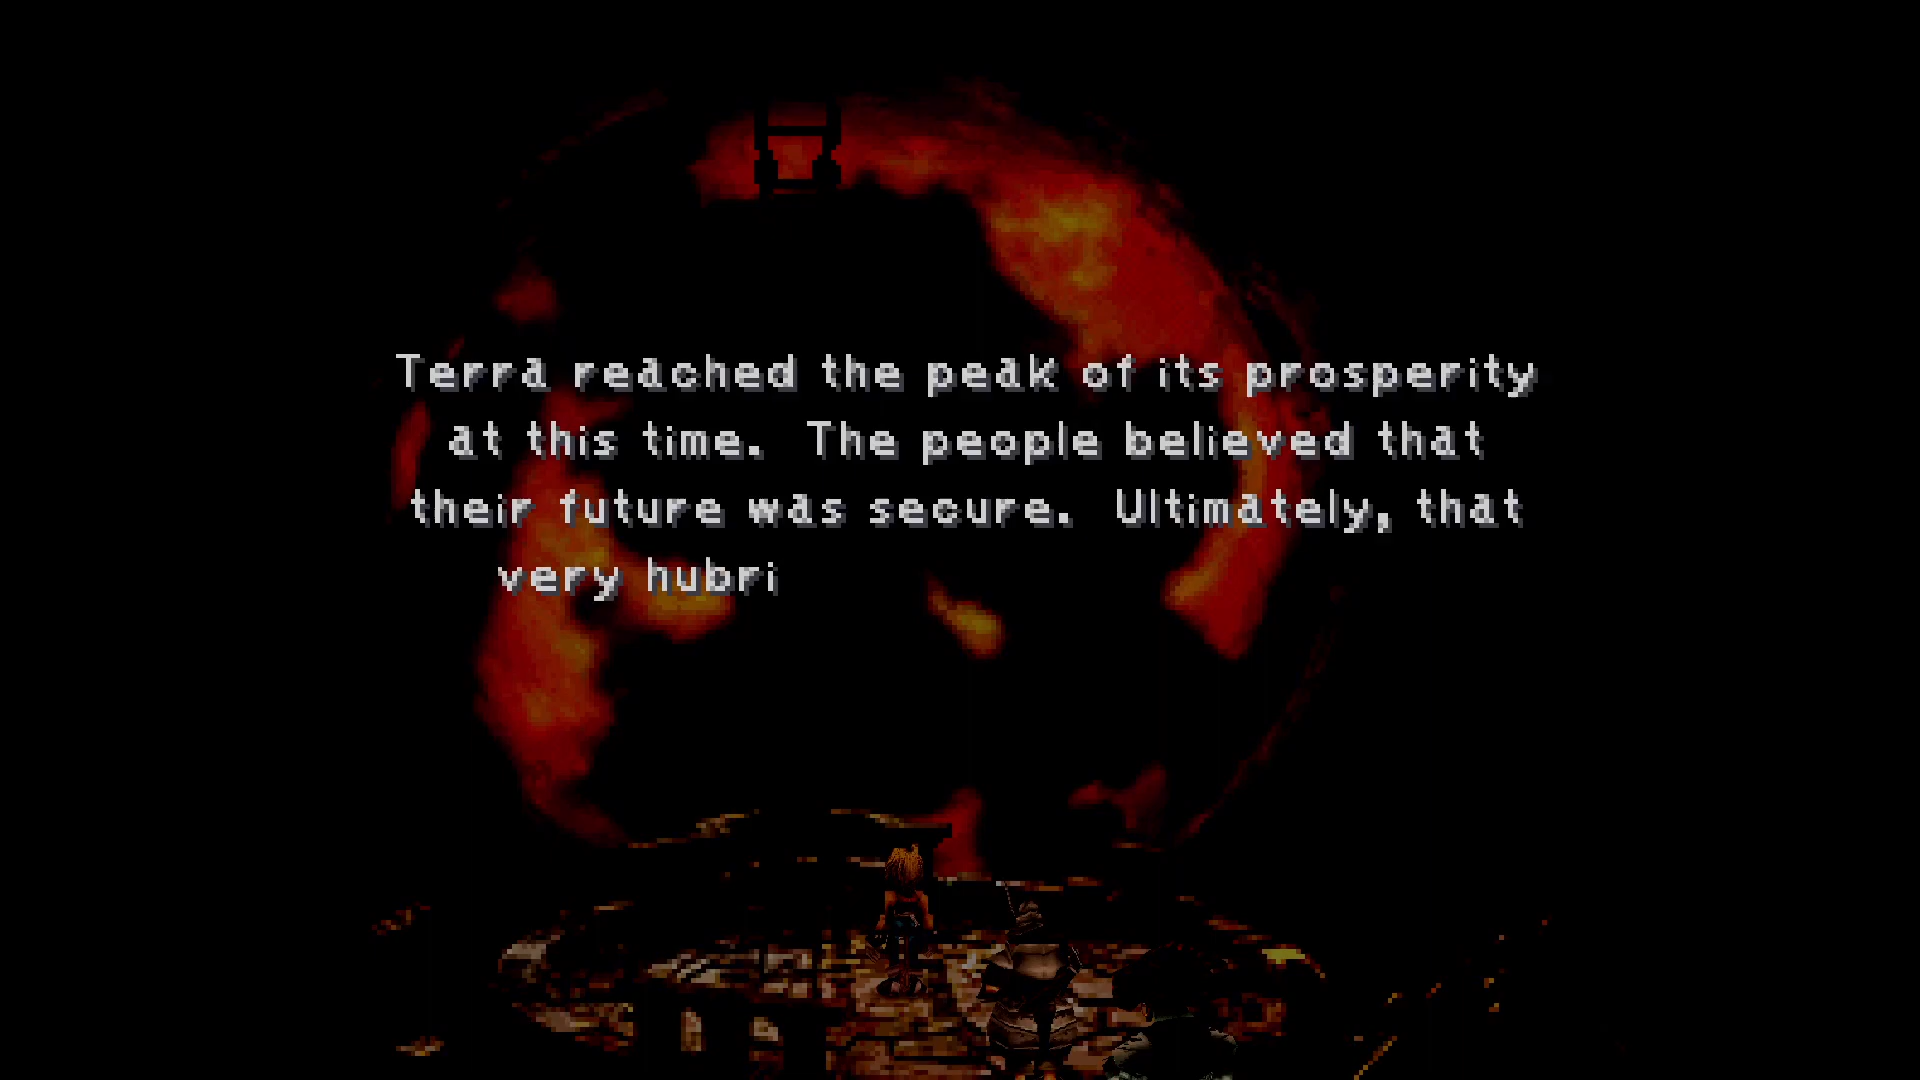 Terra reached the peak of its prosperity
at this time. The people believed that
their future was secure. Ultimately, that
very hubri